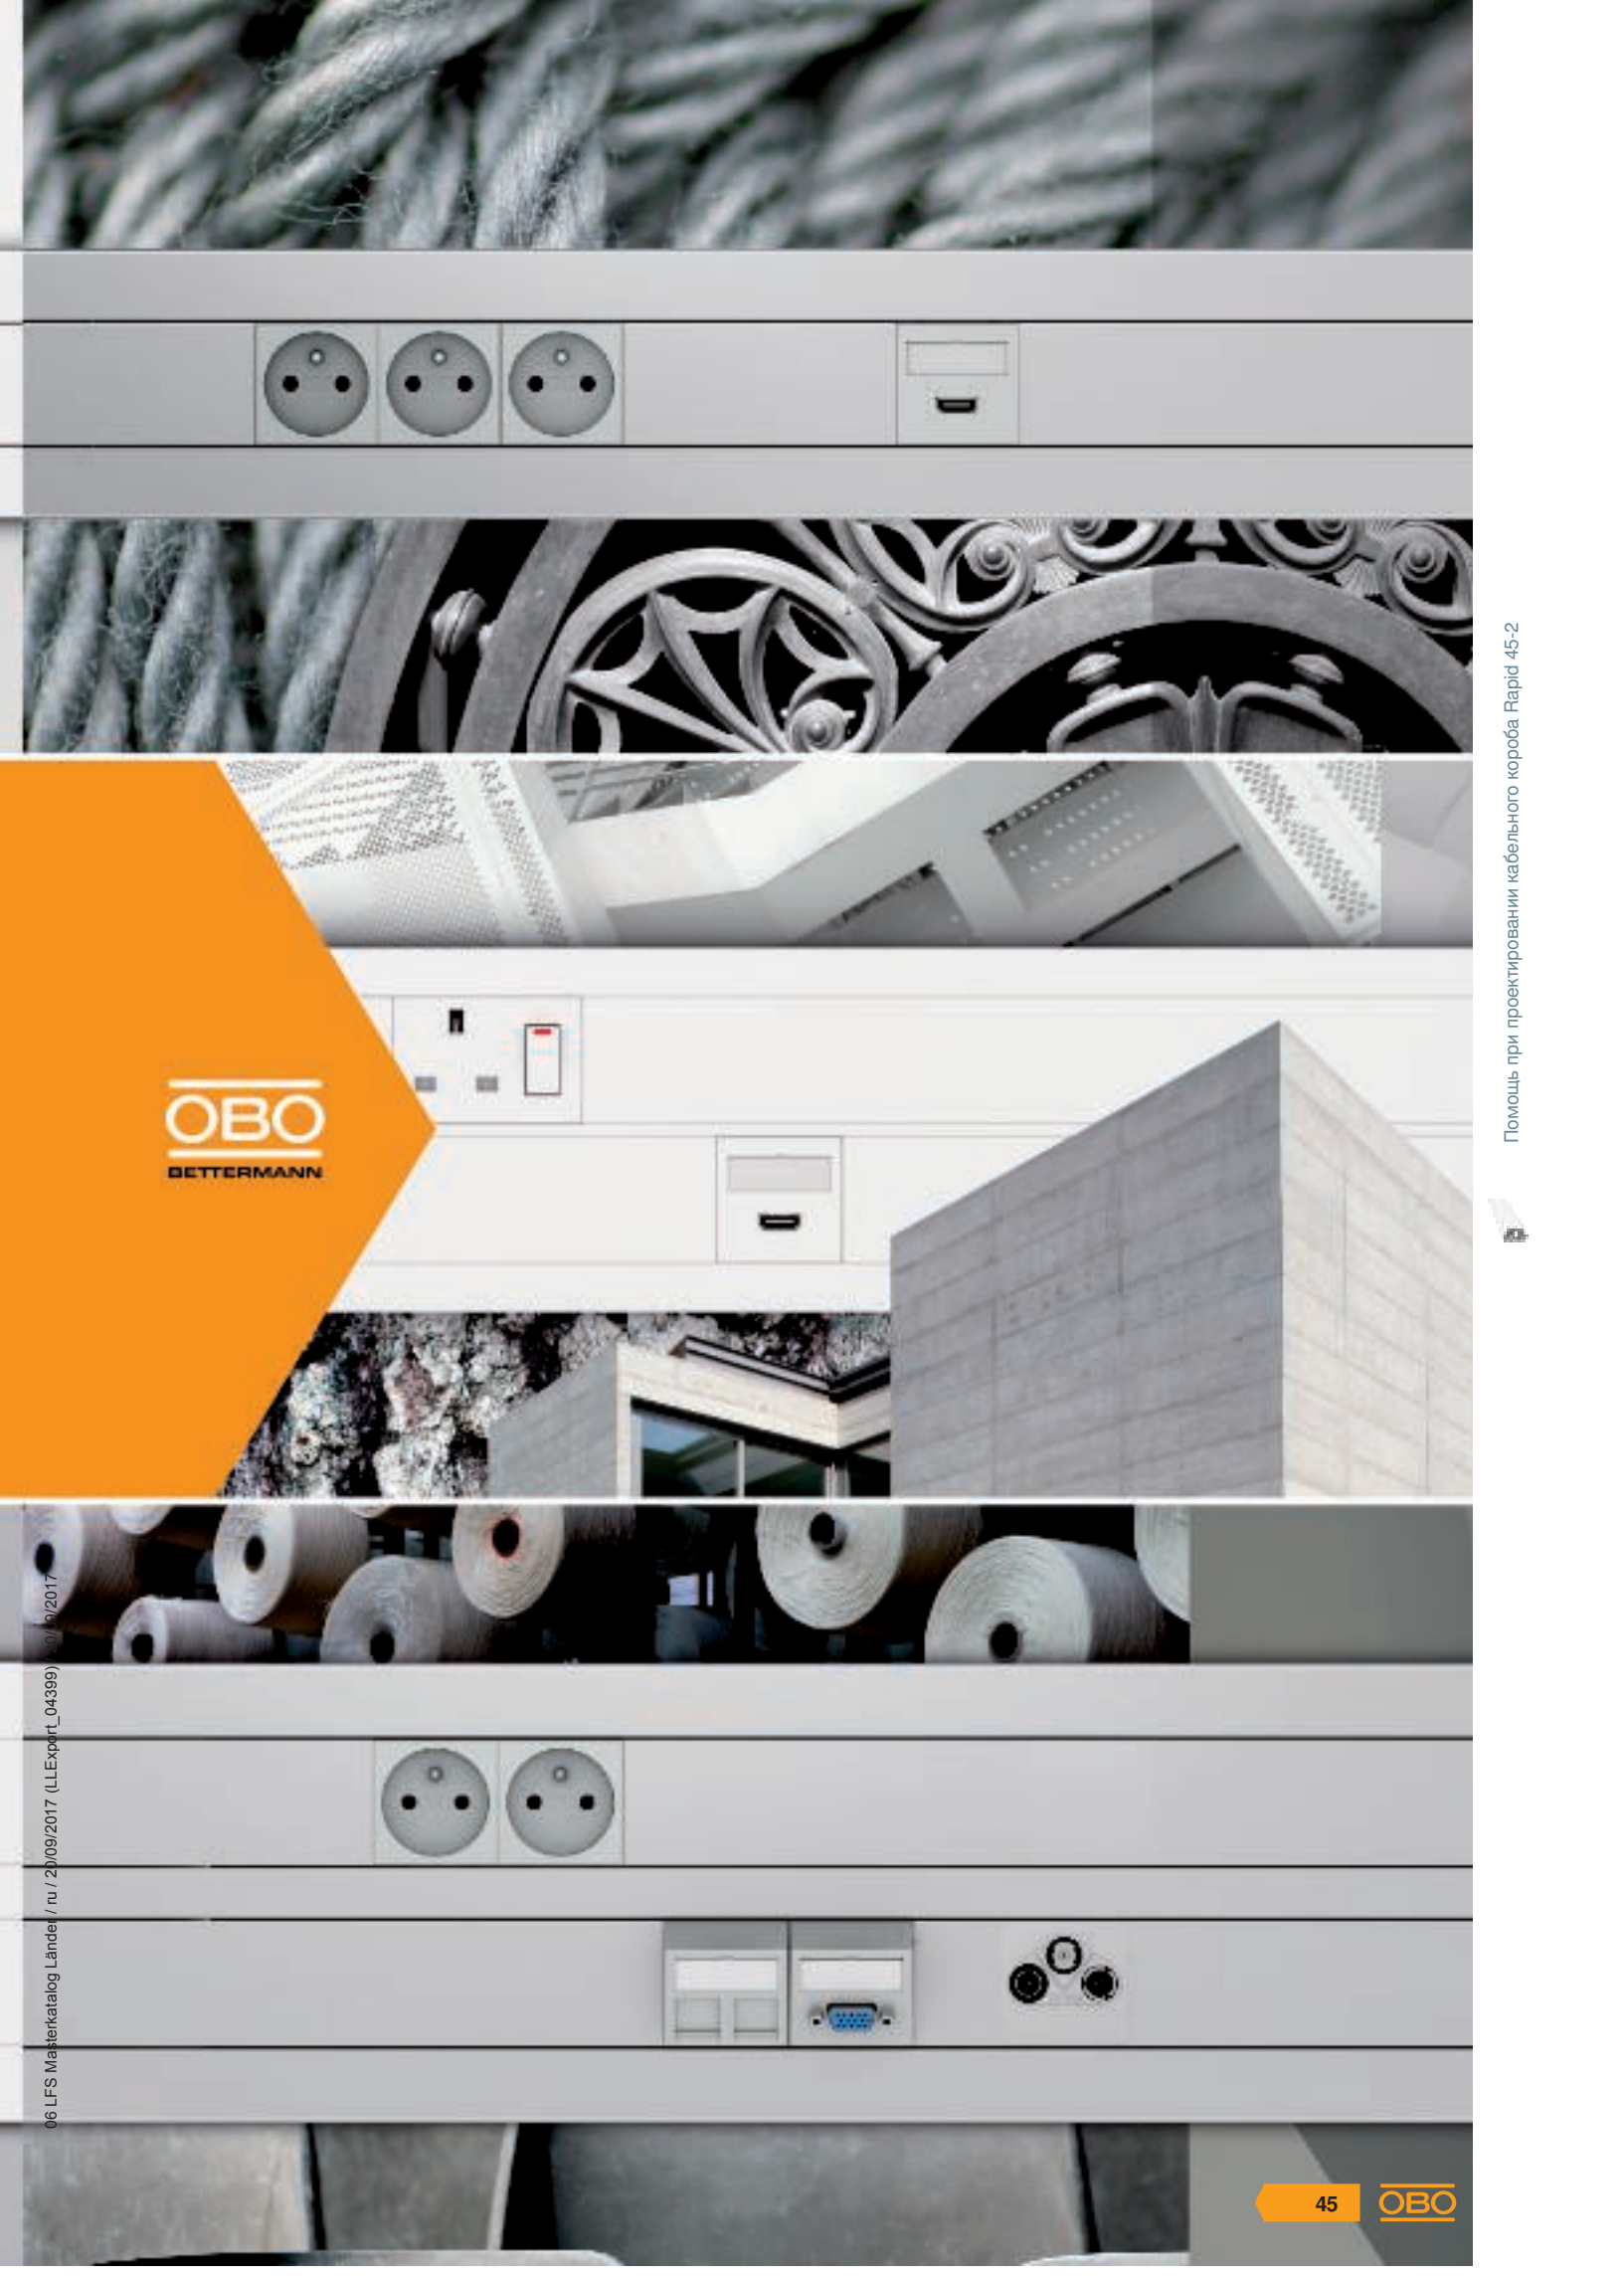 Помощь при проектировании кабельного короба Rapid 45-2
OBO
BETTERMANN
06 LFS Masterkatalog Länder / ru / 20/09/2017 (LLExport_04399) / 20/09/2017
45
OBO